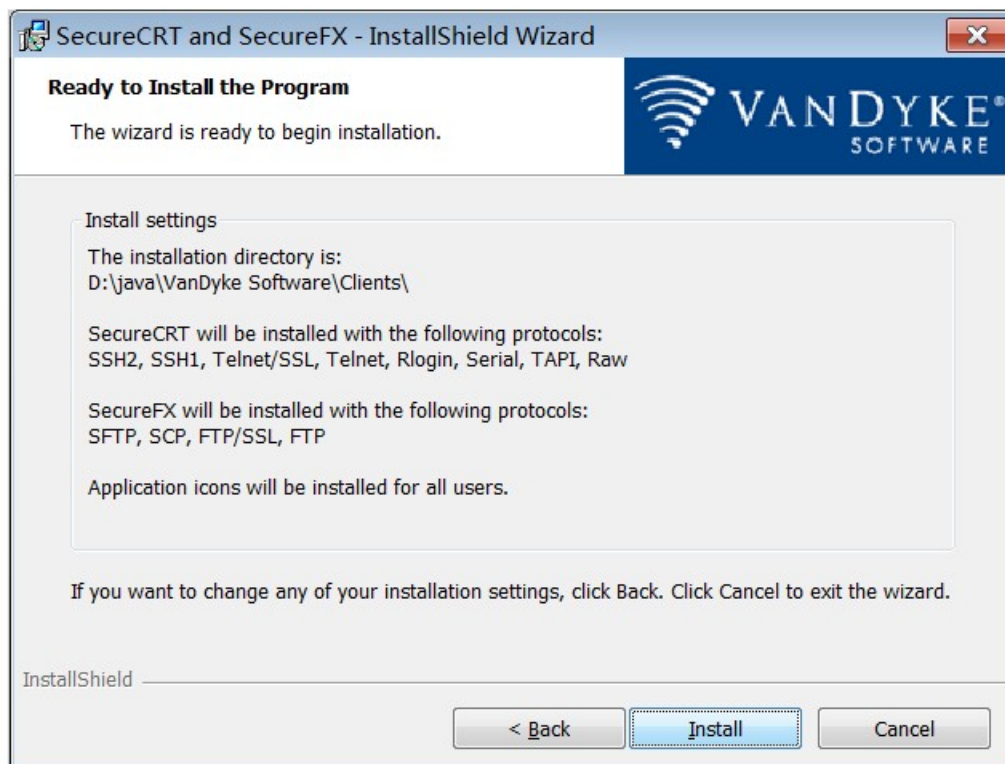 SecureCRT and SecureFX - InstallShield Wizard
Ready to Install the Program
The wizard is ready to begin installation.
VANDYKE®
SOFTWARE
Install settings
The installation directory is:
D:\java\VanDyke Software\Clients\
SecureCRT will be installed with the following protocols:
SSH2, SSH1, Telnet/SSL, Telnet, Rlogin, Serial, TAPI, Raw
SecureFX will be installed with the following protocols:
SFTP, SCP, FTP/SSL, FTP
Application icons will be installed for all users.
If you want to change any of your installation settings, click Back. Click Cancel to exit the wizard.
InstallShield
< Back
Install
Cancel